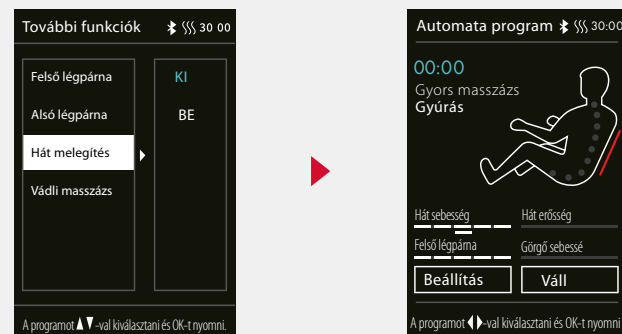 További funkciók 30 00
Felső légpárna
KI
Alsó légpárna
BE
Hát melegítés
Vádli masszázs
A programot -val kiválasztani és OK-t nyomni.
Automata program 30:00
00:00
Gyors masszázs
Gyúrás
Hát sebesség
Hát erősség
Felső légpárna
Görgő sebessé
Beállítás
Váll
A programot -val kiválasztani és OK-t nyomni